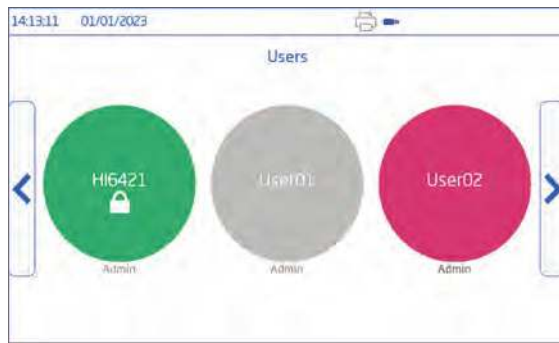 14:13:11 01/01/2023
Users
HI6421 User01 User02
Admin Admin Admin